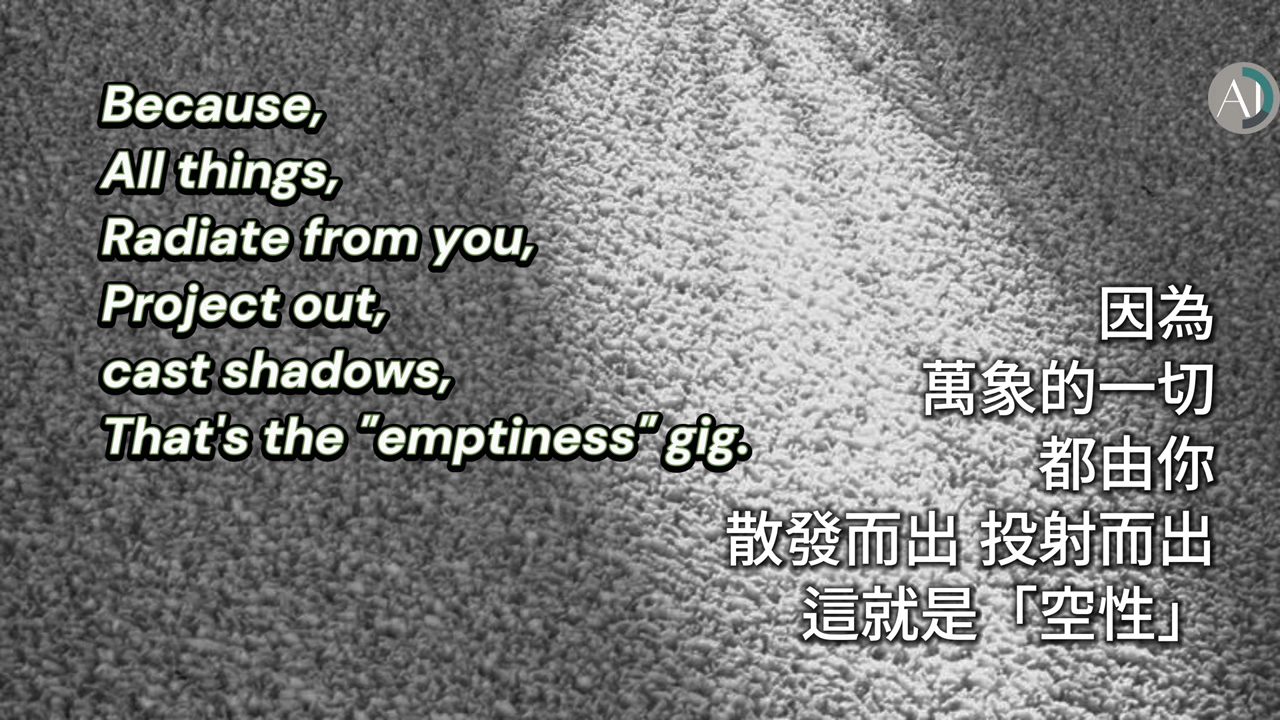 Because,
All things,
Radiate from you,
Project out,
cast shadows,
That's the "emptiness" gig.
AD
因為
萬象的一切
都由你
散發而出 投射而出
這就是「空性」